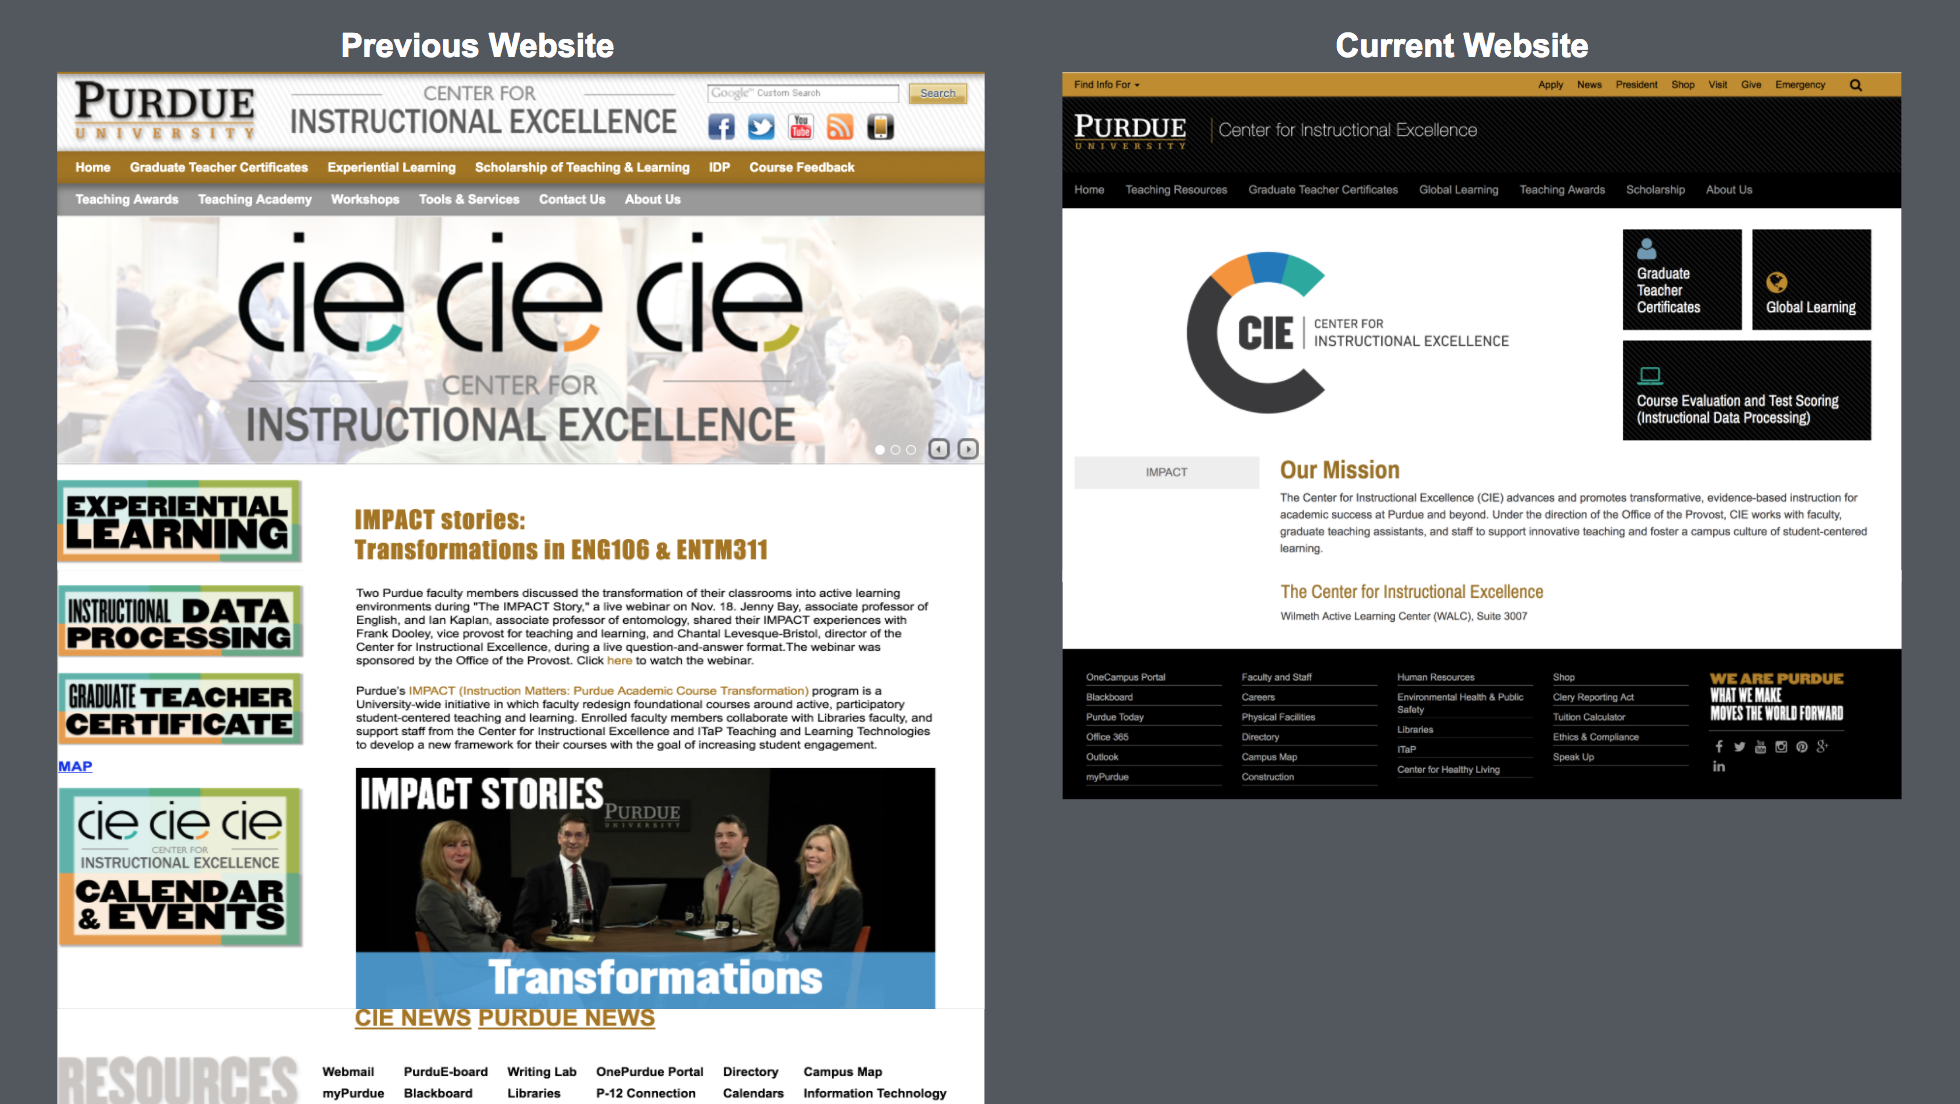 Previous Website
PURDUE
UNIVERSITY
CENTER FOR
INSTRUCTIONAL EXCELLENCE
Google™ Custom Search
Search
You
Tube
Home Graduate Teacher Certificates Experiential Learning Scholarship of Teaching & Learning IDP Course Feedback
Teaching Awards Teaching Academy Workshops Tools & Services Contact Us About Us
cie cie cie
CENTER FOR
INSTRUCTIONAL EXCELLENCE
EXPERIENTIAL
LEARNING
INSTRUCTIONAL DATA
PROCESSING
GRADUATE TEACHER
CERTIFICATE
MAP
cie cie cie
CENTER FOR
INSTRUCTIONAL EXCELLENCE
CALENDAR
& EVENTS
IMPACT stories:
Transformations in ENG106 & ENTM311
Two Purdue faculty members discussed the transformation of their classrooms into active learning
environments during "The IMPACT Story," a live webinar on Nov. 18. Jenny Bay, associate professor of
English, and Ian Kaplan, associate professor of entomology, shared their IMPACT experiences with
Frank Dooley, vice provost for teaching and learning, and Chantal Levesque-Bristol, director of the
Center for Instructional Excellence, during a live question-and-answer format.The webinar was
sponsored by the Office of the Provost. Click here to watch the webinar.
Purdue's IMPACT (Instruction Matters: Purdue Academic Course Transformation) program is a
University-wide initiative in which faculty redesign foundational courses around active, participatory
student-centered teaching and learning. Enrolled faculty members collaborate with Libraries faculty, and
support staff from the Center for Instructional Excellence and ITaP Teaching and Learning Technologies
to develop a new framework for their courses with the goal of increasing student engagement.
IMPACT STORIES
PURDUE
UNIVERSITY
Transformations
CIE NEWS PURDUE NEWS
RESOURCES
Webmail PurduE-board Writing Lab OnePurdue Portal Directory Campus Map
myPurdue Blackboard Libraries P-12 Connection Calendars Information Technology
Current Website
Find Info For
Apply News President Shop Visit Give Emergency
PURDUE
UNIVERSITY
Center for Instructional Excellence
Home Teaching Resources Graduate Teacher Certificates Global Learning Teaching Awards Scholarship About Us
CIE
CENTER FOR
INSTRUCTIONAL EXCELLENCE
Graduate
Teacher
Certificates
Global Learning
Course Evaluation and Test Scoring
(Instructional Data Processing)
IMPACT
Our Mission
The Center for Instructional Excellence (CIE) advances and promotes transformative, evidence-based instruction for
academic success at Purdue and beyond. Under the direction of the Office of the Provost, CIE works with faculty,
graduate teaching assistants, and staff to support innovative teaching and foster a campus culture of student-centered
learning.
The Center for Instructional Excellence
Wilmeth Active Learning Center (WALC), Suite 3007
OneCampus Portal
Blackboard
Purdue Today
Office 365
Outlook
myPurdue
Faculty and Staff
Careers
Physical Facilities
Directory
Campus Map
Construction
Human Resources
Environmental Health & Public
Safety
Libraries
ITaP
Center for Healthy Living
Shop
Clery Reporting Act
Tuition Calculator
Ethics & Compliance
Speak Up
WE ARE PURDUE
WHAT WE MAKE
MOVES THE WORLD FORWARD